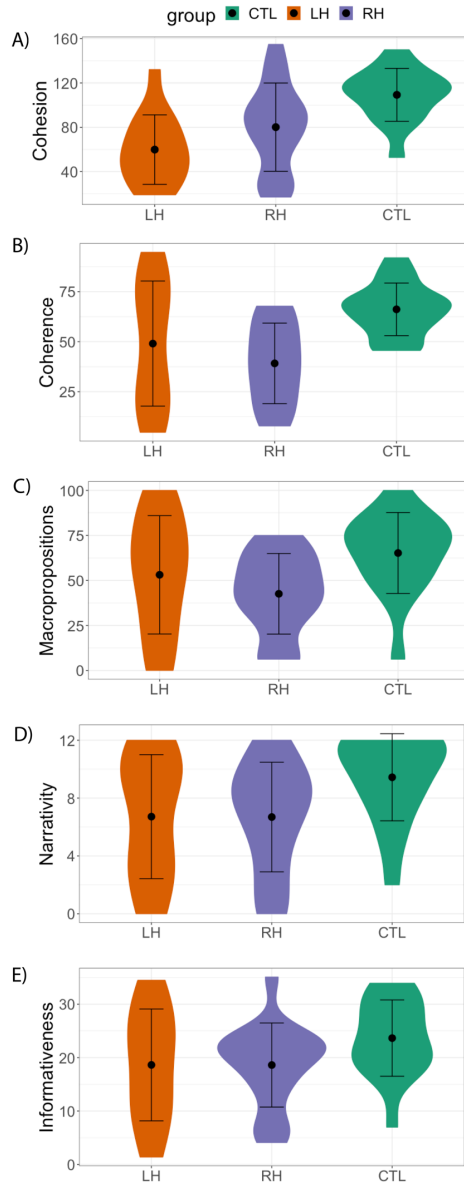 group CTL LH RH
A)
Cohesion
160
120
80
40
LH RH CTL
B)
Coherence
75
50
25
LH RH CTL
C)
Macropropositions
100
75
50
25
0
LH RH CTL
D)
Narrativity
12
8
4
0
LH RH CTL
E)
Informativeness
30
20
10
0
LH RH CTL